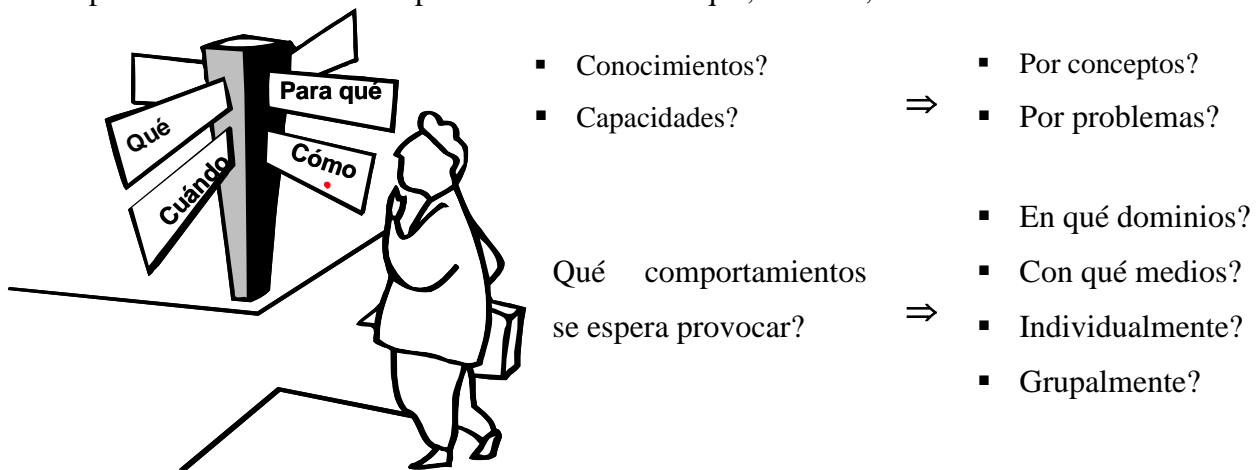 Para qué
Qué
Cómo
Cuándo
▪ Conocimientos?
▪ Capacidades?
⇒
▪ Por conceptos?
▪ Por problemas?
Qué comportamientos
se espera provocar?
⇒
▪ En qué dominios?
▪ Con qué medios?
▪ Individualmente?
▪ Grupalmente?